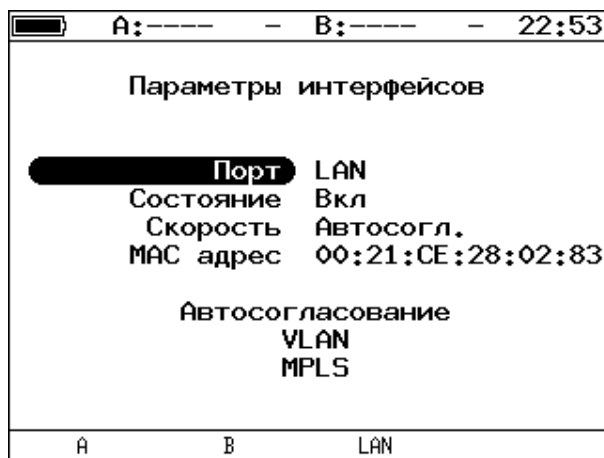 A:---- - B:---- - 22:53
Параметры интерфейсов
Порт LAN
Состояние Вкл
Скорость Автосогл.
MAC адрес 00:21:CE:28:02:83
Автосогласование
VLAN
MPLS
A B LAN